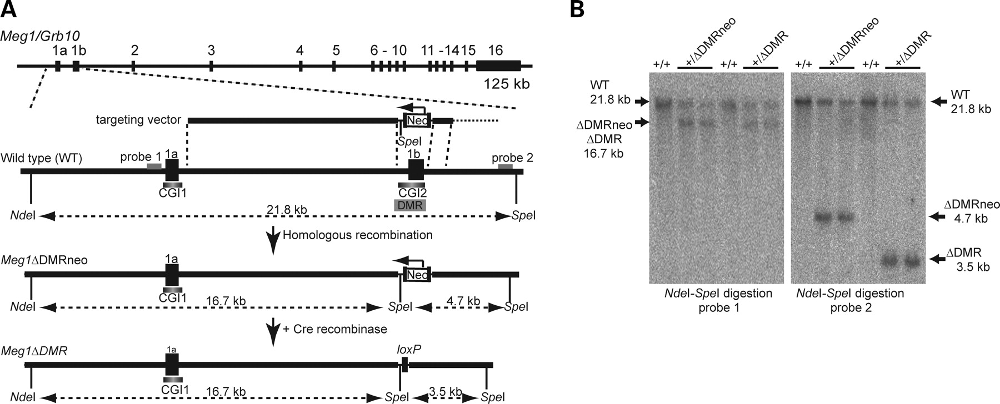 A
Meg1/Grb10
1a 1b 2 3 4 5 6 - 10 11 -1415 16
125 kb
targeting vector
Neo
SpeI
Wild type (WT)
probe 1
1a
1b
probe 2
CGI1
CGI2
DMR
NdeI
21.8 kb
SpeI
Homologous recombination
Meg1ΔDMRneo
1a
Neo
CGI1
NdeI
16.7 kb
SpeI
4.7 kb
SpeI
+ Cre recombinase
Meg1ΔDMR
1a
loxP
CGI1
NdeI
16.7 kb
SpeI
3.5 kb
SpeI
B
+/+
+/ΔDMRneo
+/+
+/ΔDMR
+/+
+/ΔDMRneo
+/+
+/ΔDMR
WT
21.8 kb
ΔDMRneo
ΔDMR
16.7 kb
WT
21.8 kb
ΔDMRneo
4.7 kb
ΔDMR
3.5 kb
NdeI-SpeI digestion
probe 1
NdeI-SpeI digestion
probe 2